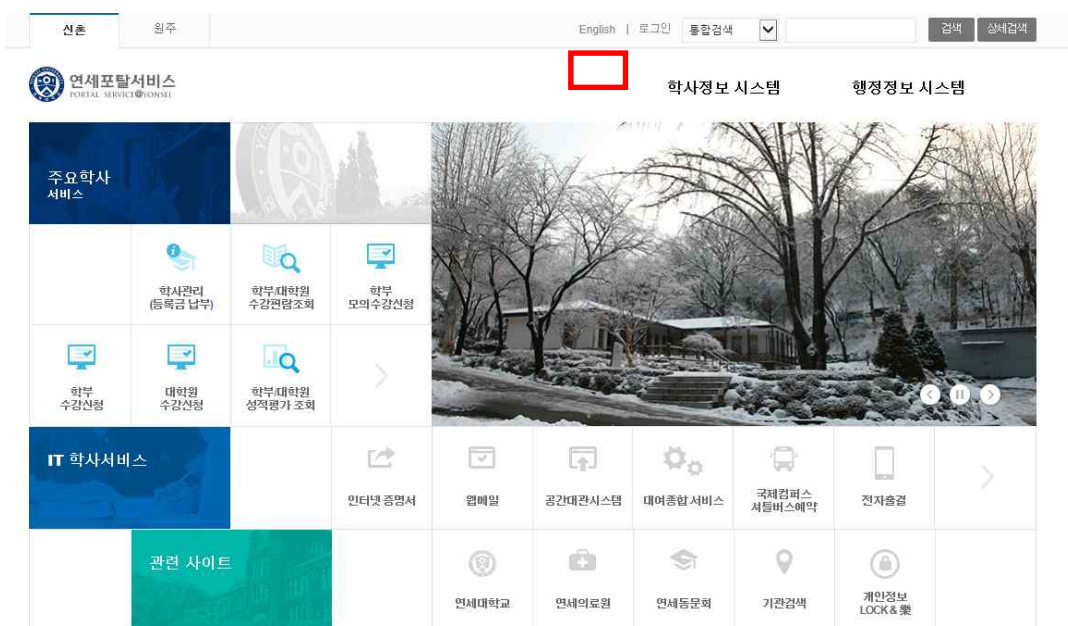 신촌
원주
English | 로그인 통합검색 검색 상세검색
연세포탈서비스
PORTAL SERVICE@YONSEI
학사정보 시스템
행정정보 시스템
주요학사
서비스
학사관리
(등록금 납부)
학부/대학원
수강편람조회
학부
모의수강신청
학부
수강신청
대학원
수강신청
학부/대학원
성적평가 조회
IT 학사서비스
인터넷 증명서
웹메일
공간대관시스템
대여종합 서비스
국제캠퍼스
셔틀버스예약
전자출결
관련 사이트
연세대학교
연세의료원
연세동문회
기관검색
개인정보
LOCK & 樂